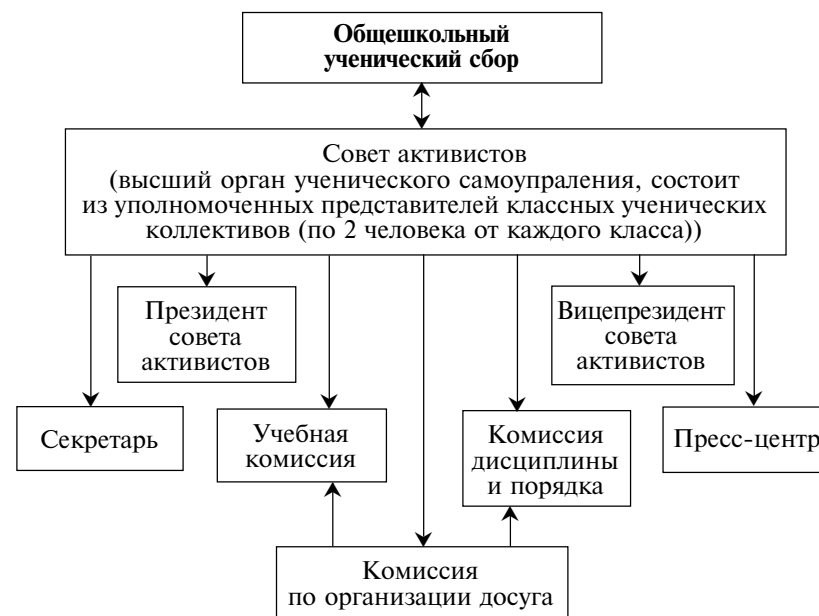 Общешкольный
ученический сбор
Совет активистов
(высший орган ученического самоупраления, состоит
из уполномоченных представителей классных ученических
коллективов (по 2 человека от каждого класса))
Президент
совета
активистов
Вицепрезидент
совета
активистов
Секретарь
Учебная
комиссия
Комиссия
дисциплины
и порядка
Пресс-центр
Комиссия
по организации досуга